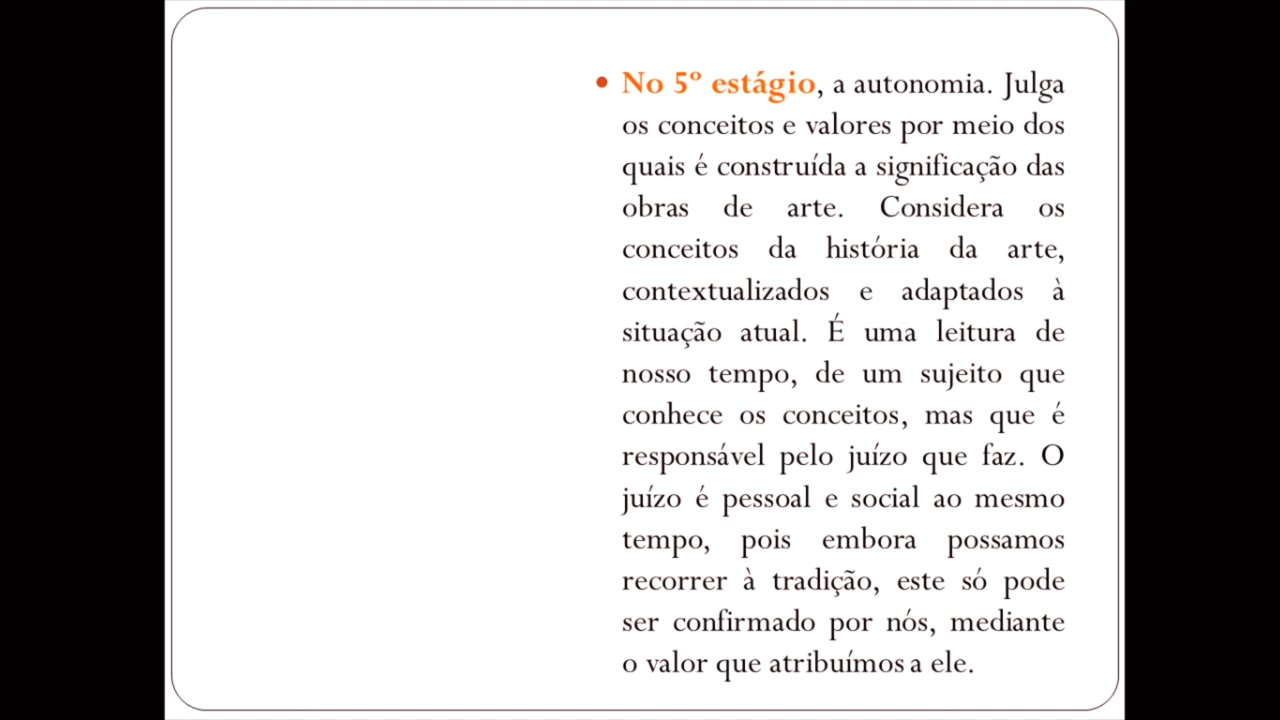 • No 5º estágio, a autonomia. Julga
os conceitos e valores por meio dos
quais é construída a significação das
obras de arte. Considera os
conceitos da história da arte,
contextualizados e adaptados à
situação atual. É uma leitura de
nosso tempo, de um sujeito que
conhece os conceitos, mas que é
responsável pelo juízo que faz. O
juízo é pessoal e social ao mesmo
tempo, pois embora possamos
recorrer à tradição, este só pode
ser confirmado por nós, mediante
o valor que atribuímos a ele.